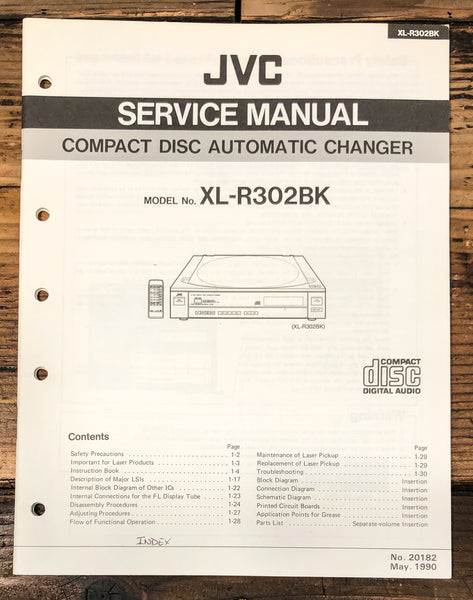 XL-R302BK
JVC
SERVICE MANUAL
COMPACT DISC AUTOMATIC CHANGER
MODEL No. XL-R302BK
JVC
(XL-R302BK)
COMPACT
disc
DIGITAL AUDIO
Contents
Page
Safety Precautions 1-2
Important for Laser Products 1-3
Instruction Book 1-4
Description of Major LSIs 1-17
Internal Block Diagram of Other ICs 1-22
Internal Connections for the FL Display Tube 1-23
Disassembly Procedures 1-24
Adjusting Procedures 1-27
Flow of Functional Operation 1-28
Page
Maintenance of Laser Pickup 1-29
Replacement of Laser Pickup 1-29
Troubleshooting 1-30
Block Diagram Insertion
Connection Diagram Insertion
Schematic Diagram Insertion
Printed Circuit Boards Insertion
Application Points for Grease Insertion
Parts List Separate-volume Insertion
INDEX
No. 20182
May. 1990